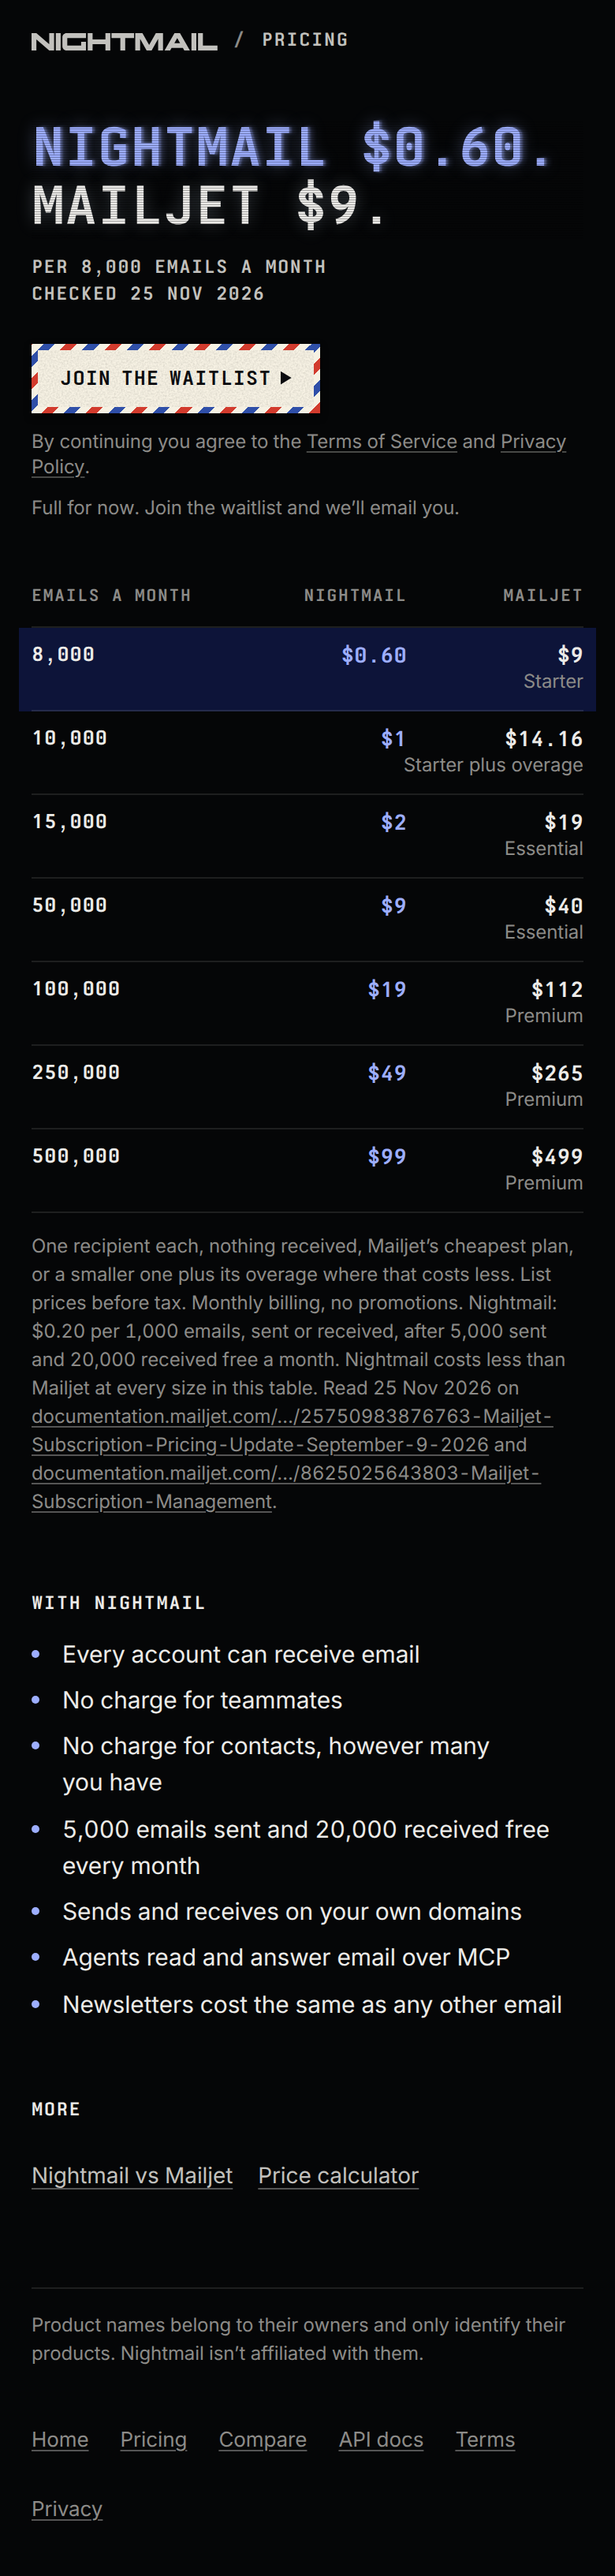 NIGHTMAIL / PRICING
NIGHTMAIL $0.60.
MAILJET $9.
PER 8,000 EMAILS A MONTH
CHECKED 25 NOV 2026
JOIN THE WAITLIST ▶
By continuing you agree to the Terms of Service and Privacy
Policy.
Full for now. Join the waitlist and we’ll email you.
EMAILS A MONTH NIGHTMAIL MAILJET
8,000 $0.60 $9
Starter
10,000 $1 $14.16
Starter plus overage
15,000 $2 $19
Essential
50,000 $9 $40
Essential
100,000 $19 $112
Premium
250,000 $49 $265
Premium
500,000 $99 $499
Premium
One recipient each, nothing received, Mailjet’s cheapest plan,
or a smaller one plus its overage where that costs less. List
prices before tax. Monthly billing, no promotions. Nightmail:
$0.20 per 1,000 emails, sent or received, after 5,000 sent
and 20,000 received free a month. Nightmail costs less than
Mailjet at every size in this table. Read 25 Nov 2026 on
documentation.mailjet.com/.../25750983876763-Mailjet-
Subscription-Pricing-Update-September-9-2026 and
documentation.mailjet.com/.../8625025643803-Mailjet-
Subscription-Management.
WITH NIGHTMAIL
• Every account can receive email
• No charge for teammates
• No charge for contacts, however many
you have
• 5,000 emails sent and 20,000 received free
every month
• Sends and receives on your own domains
• Agents read and answer email over MCP
• Newsletters cost the same as any other email
MORE
Nightmail vs Mailjet Price calculator
Product names belong to their owners and only identify their
products. Nightmail isn’t affiliated with them.
Home Pricing Compare API docs Terms
Privacy